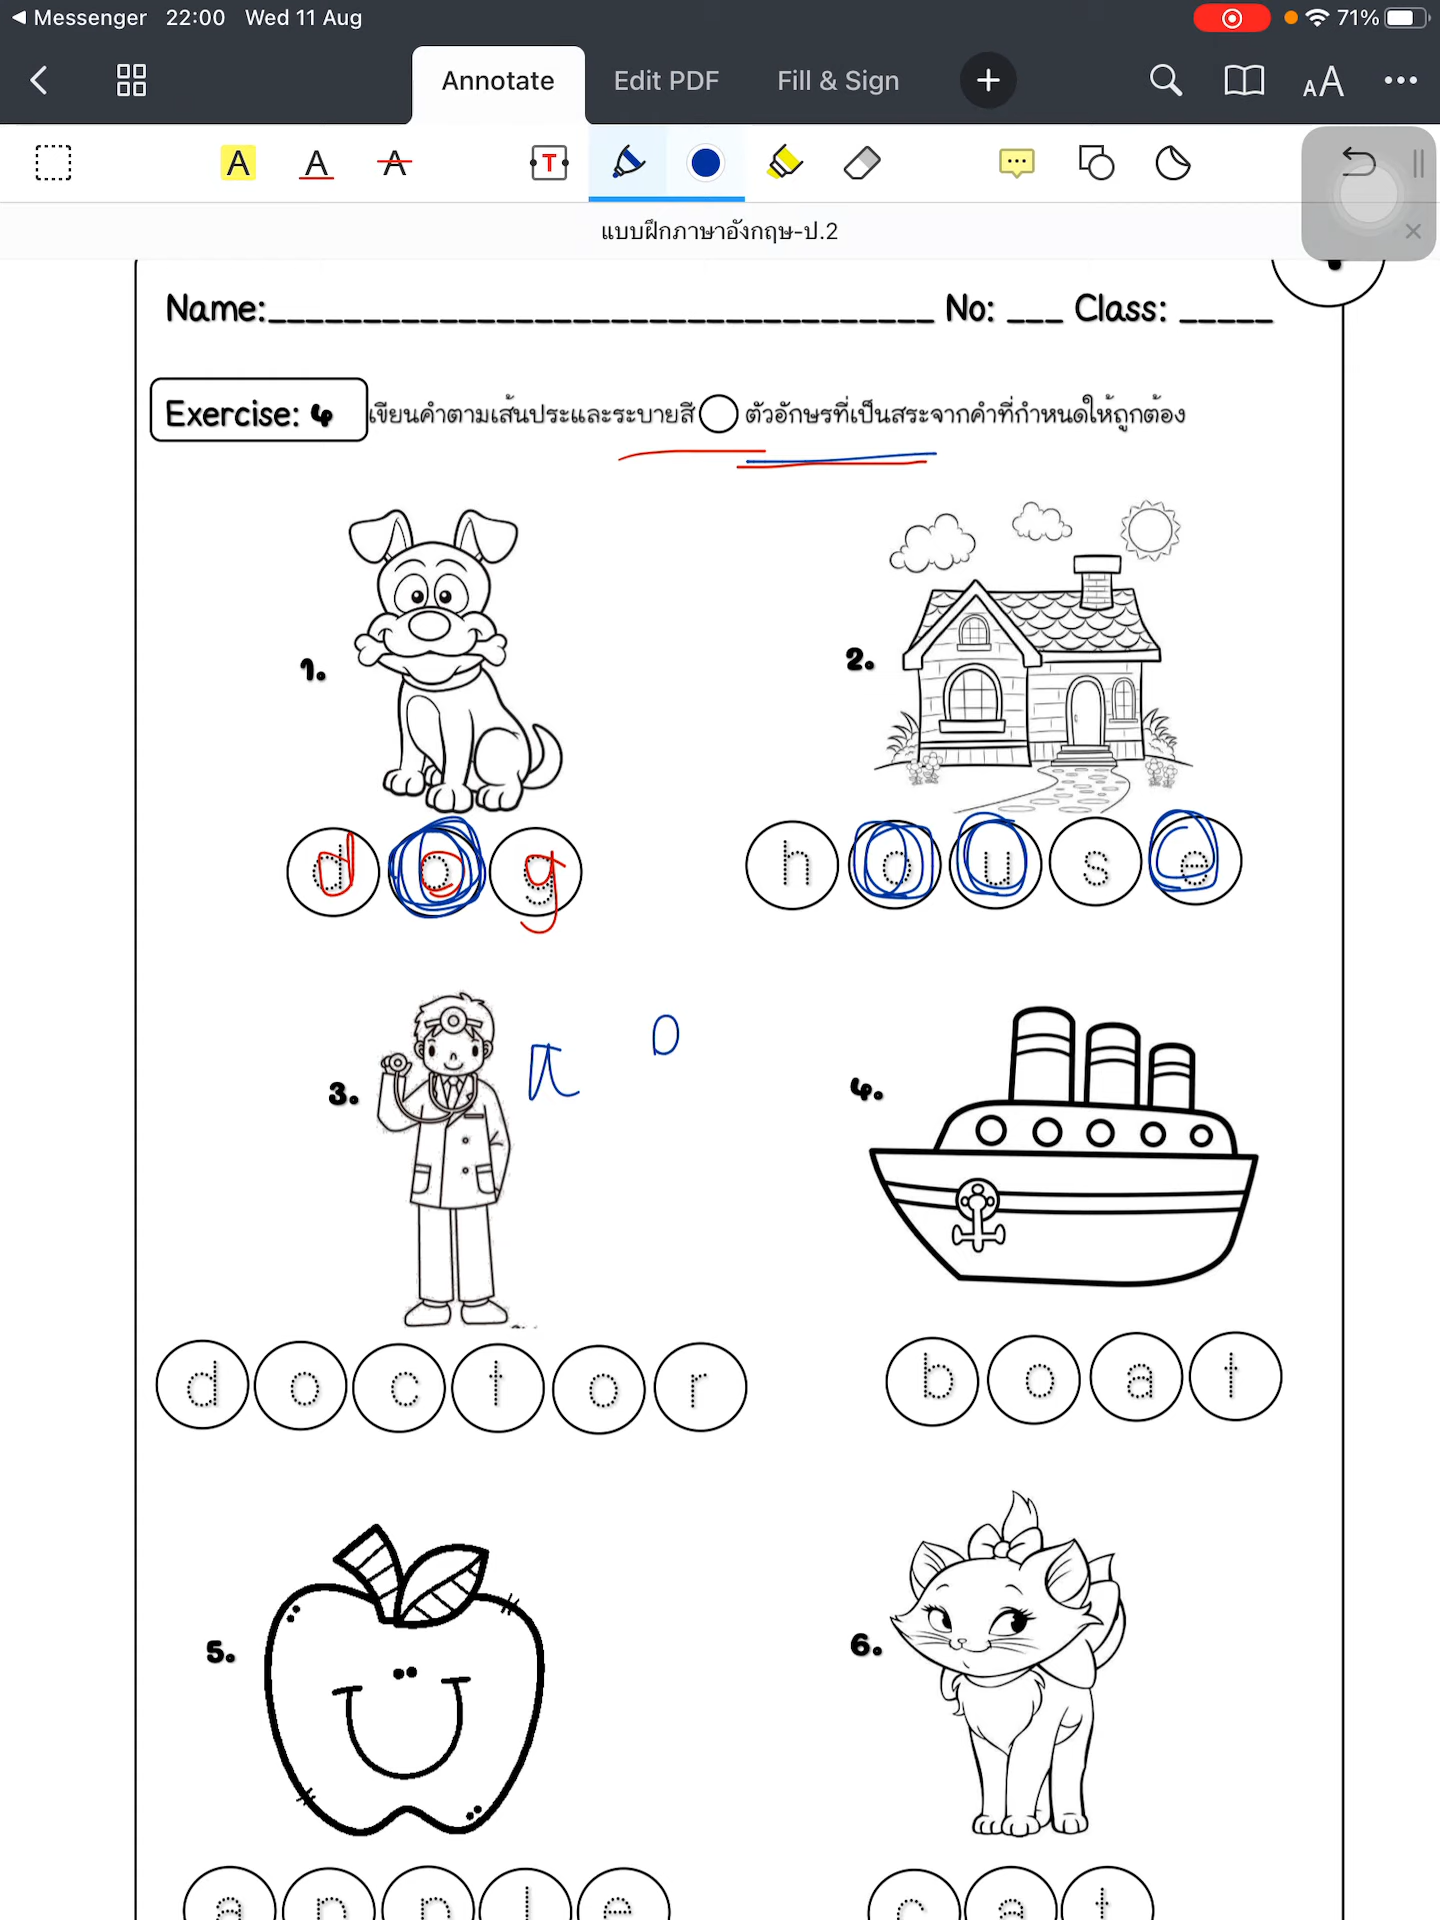 Messenger 22:00 Wed 11 Aug 71%
Annotate Edit PDF Fill & Sign
แบบฝึกภาษาอังกฤษ-ป.2
Name:___________________________________ No: ___ Class: _____
Exercise: 4 เขียนคำตามเส้นประและระบายสี ตัวอักษรที่เป็นสระจากคำที่กำหนดให้ถูกต้อง
1.
2.
d o g
h o u s e
3.
a o
4.
d o c t o r
b o a t
5.
6.
a p p l e
c a t